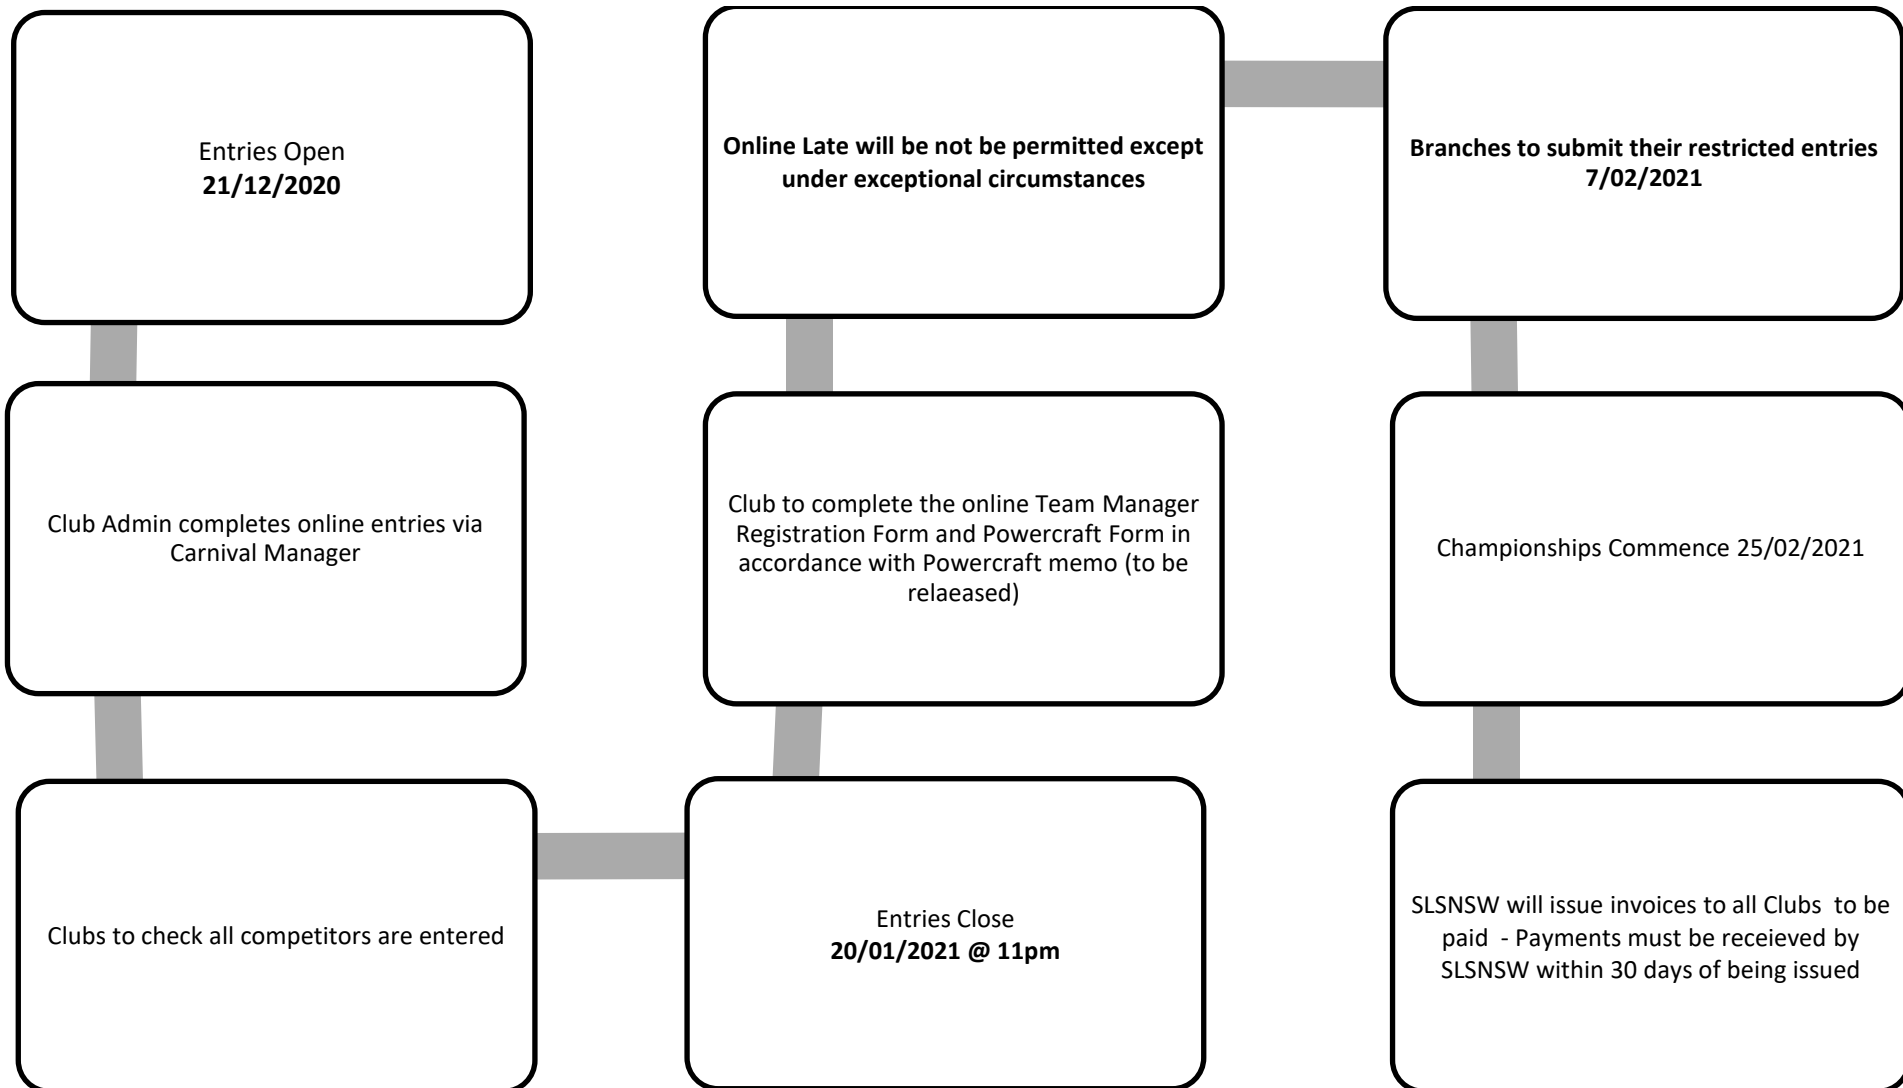 Entries Open
21/12/2020
Club Admin completes online entries via
Carnival Manager
Clubs to check all competitors are entered
Entries Close
20/01/2021 @ 11pm
Club to complete the online Team Manager
Registration Form and Powercraft Form in
accordance with Powercraft memo (to be
relaeased)
Online Late will be not be permitted except
under exceptional circumstances
Branches to submit their restricted entries
7/02/2021
Championships Commence 25/02/2021
SLSNSW will issue invoices to all Clubs to be
paid - Payments must be receieved by
SLSNSW within 30 days of being issued